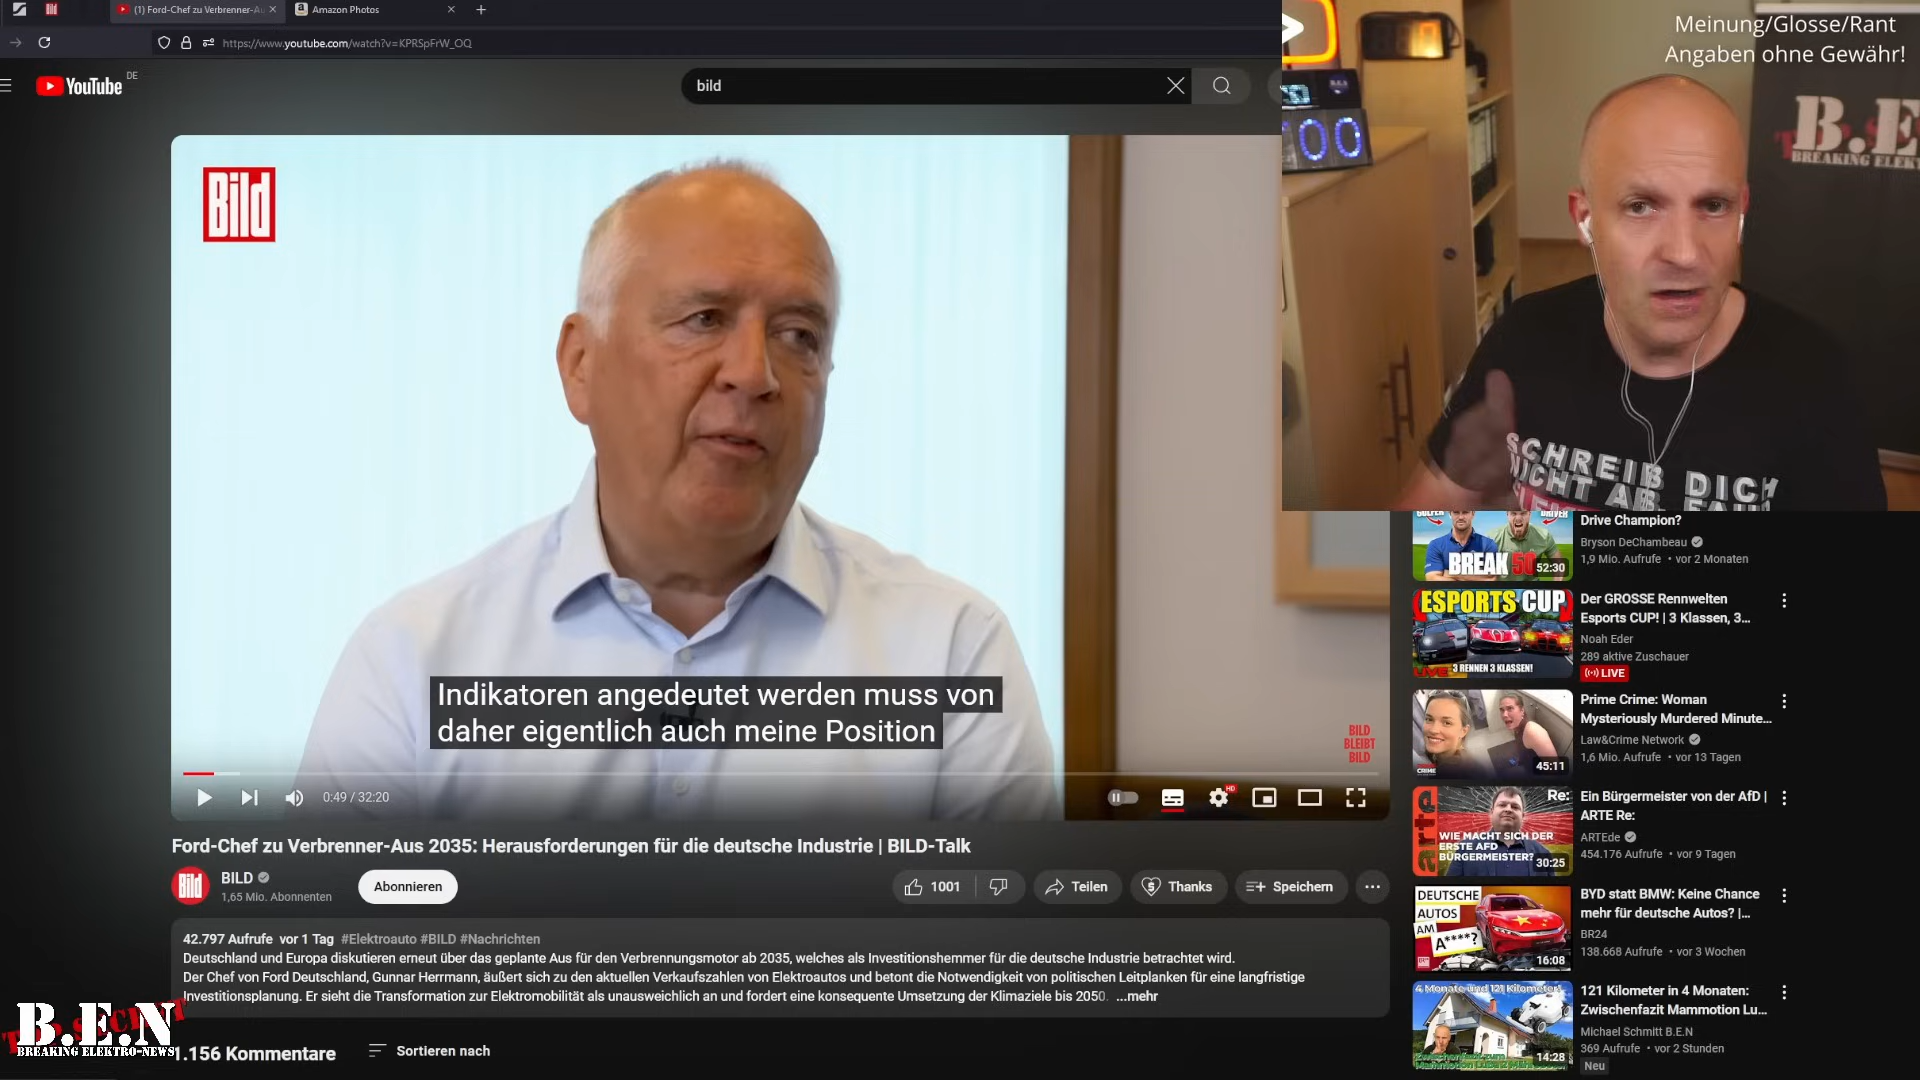 (1) Ford-Chef zu Verbrenner-Au
Amazon Photos
https://www.youtube.com/watch?v=KPRSpFrW_OQ
YouTube
DE
bild
Meinung/Glosse/Rant
Angaben ohne Gewähr!
B.E
BREAKING ELEKT
00
SCHREIB DICH
NICHT AB
Bild
Indikatoren angedeutet werden muss von
daher eigentlich auch meine Position
BILD
BLEIBT
BILD
0:49 / 32:20
HD
Ford-Chef zu Verbrenner-Aus 2035: Herausforderungen für die deutsche Industrie | BILD-Talk
Bild
BILD
1,65 Mio. Abonnenten
Abonnieren
1001
Teilen
Thanks
Speichern
42.797 Aufrufe vor 1 Tag #Elektroauto #BILD #Nachrichten
Deutschland und Europa diskutieren erneut über das geplante Aus für den Verbrennungsmotor ab 2035, welches als Investitionshemmer für die deutsche Industrie betrachtet wird.
Der Chef von Ford Deutschland, Gunnar Herrmann, äußert sich zu den aktuellen Verkaufszahlen von Elektroautos und betont die Notwendigkeit von politischen Leitplanken für eine langfristige
Investitionsplanung. Er sieht die Transformation zur Elektromobilität als unausweichlich an und fordert eine konsequente Umsetzung der Klimaziele bis 2050. ...mehr
B.E.N
BREAKING ELEKTRO-NEWS
1.156 Kommentare
Sortieren nach
GOLFER
DRIVER
BREAK 50
52:30
Drive Champion?
Bryson DeChambeau
1,9 Mio. Aufrufe • vor 2 Monaten
ESPORTS CUP
LIVE
3 RENNEN 3 KLASSEN!
Der GROSSE Rennwelten
Esports CUP! | 3 Klassen, 3...
Noah Eder
289 aktive Zuschauer
LIVE
CRIME
45:11
Prime Crime: Woman
Mysteriously Murdered Minute...
Law&Crime Network
1,6 Mio. Aufrufe • vor 13 Tagen
arte
Re:
WIE MACHT SICH DER
ERSTE AFD
BÜRGERMEISTER?
30:25
Ein Bürgermeister von der AfD |
ARTE Re:
ARTEde
454.176 Aufrufe • vor 9 Tagen
DEUTSCHE
AUTOS
AM
A****?
16:08
BYD statt BMW: Keine Chance
mehr für deutsche Autos? |...
BR24
138.668 Aufrufe • vor 3 Wochen
4 Monate und 121 Kilometer
14:28
121 Kilometer in 4 Monaten:
Zwischenfazit Mammotion Lu...
Michael Schmitt B.E.N
369 Aufrufe • vor 2 Stunden
Neu